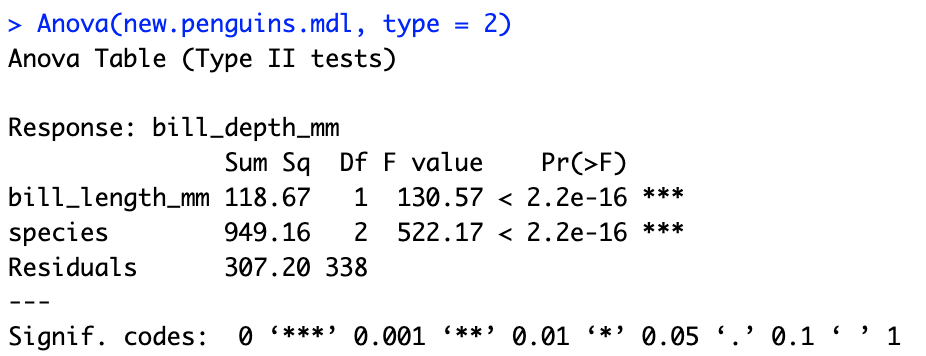 > Anova(new.penguins.mdl, type = 2)
Anova Table (Type II tests)

Response: bill_depth_mm
               Sum Sq  Df F value    Pr(>F)
bill_length_mm 118.67   1  130.57 < 2.2e-16 ***
species        949.16   2  522.17 < 2.2e-16 ***
Residuals      307.20 338
---
Signif. codes:  0 ‘***’ 0.001 ‘**’ 0.01 ‘*’ 0.05 ‘.’ 0.1 ‘ ’ 1